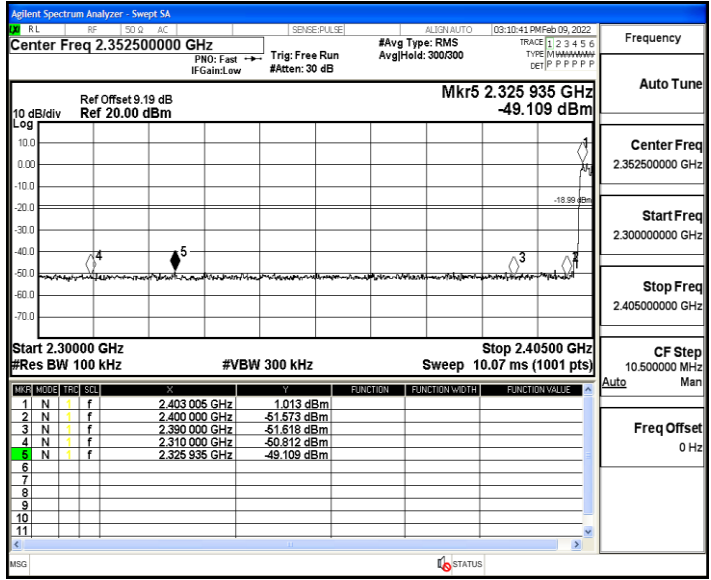 Agilent Spectrum Analyzer - Swept SA
RL RF 50 Ω AC SENSE:PULSE ALIGN AUTO 03:10:41 PM Feb 09, 2022
Center Freq 2.352500000 GHz #Avg Type: RMS TRACE 1 2 3 4 5 6
PNO: Fast Trig: Free Run Avg|Hold: 300/300 TYPE M WWWWW
IFGain:Low #Atten: 30 dB DET P P P P P P
Ref Offset 9.19 dB Mkr5 2.325 935 GHz
10 dB/div Ref 20.00 dBm -49.109 dBm
Log
10.0
0.00
-10.0
-20.0
-30.0
-40.0
-50.0
-60.0
-70.0
1
-18.99 dBm
4
5
3
2
Start 2.30000 GHz Stop 2.40500 GHz
#Res BW 100 kHz #VBW 300 kHz Sweep 10.07 ms (1001 pts)
MKR MODE TRC SCL X Y FUNCTION FUNCTION WIDTH FUNCTION VALUE
1 N 1 f 2.403 005 GHz 1.013 dBm
2 N 1 f 2.400 000 GHz -51.573 dBm
3 N 1 f 2.390 000 GHz -51.618 dBm
4 N 1 f 2.310 000 GHz -50.812 dBm
5 N 1 f 2.325 935 GHz -49.109 dBm
6
7
8
9
10
11
MSG STATUS
Frequency
Auto Tune
Center Freq
2.352500000 GHz
Start Freq
2.300000000 GHz
Stop Freq
2.405000000 GHz
CF Step
10.500000 MHz
Auto Man
Freq Offset
0 Hz